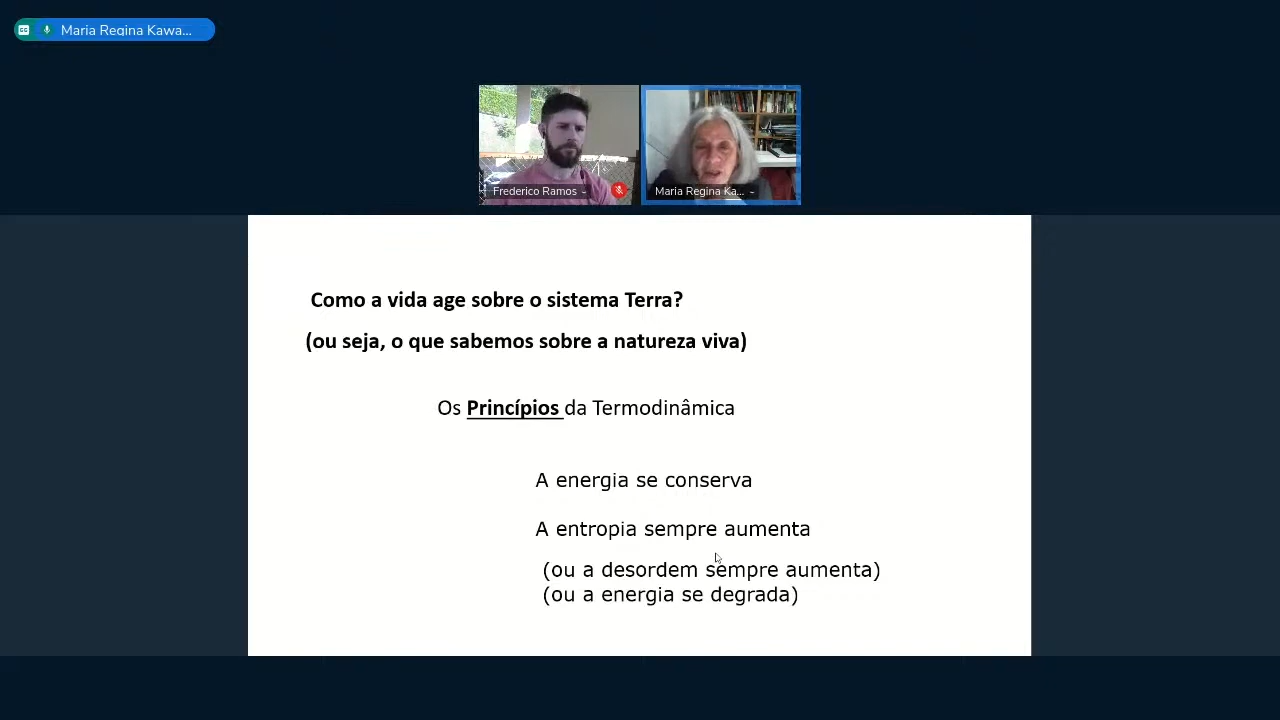 Maria Regina Kawa...
Frederico Ramos
Maria Regina Ka...
Como a vida age sobre o sistema Terra?
(ou seja, o que sabemos sobre a natureza viva)
Os Princípios da Termodinâmica
A energia se conserva
A entropia sempre aumenta
(ou a desordem sempre aumenta)
(ou a energia se degrada)